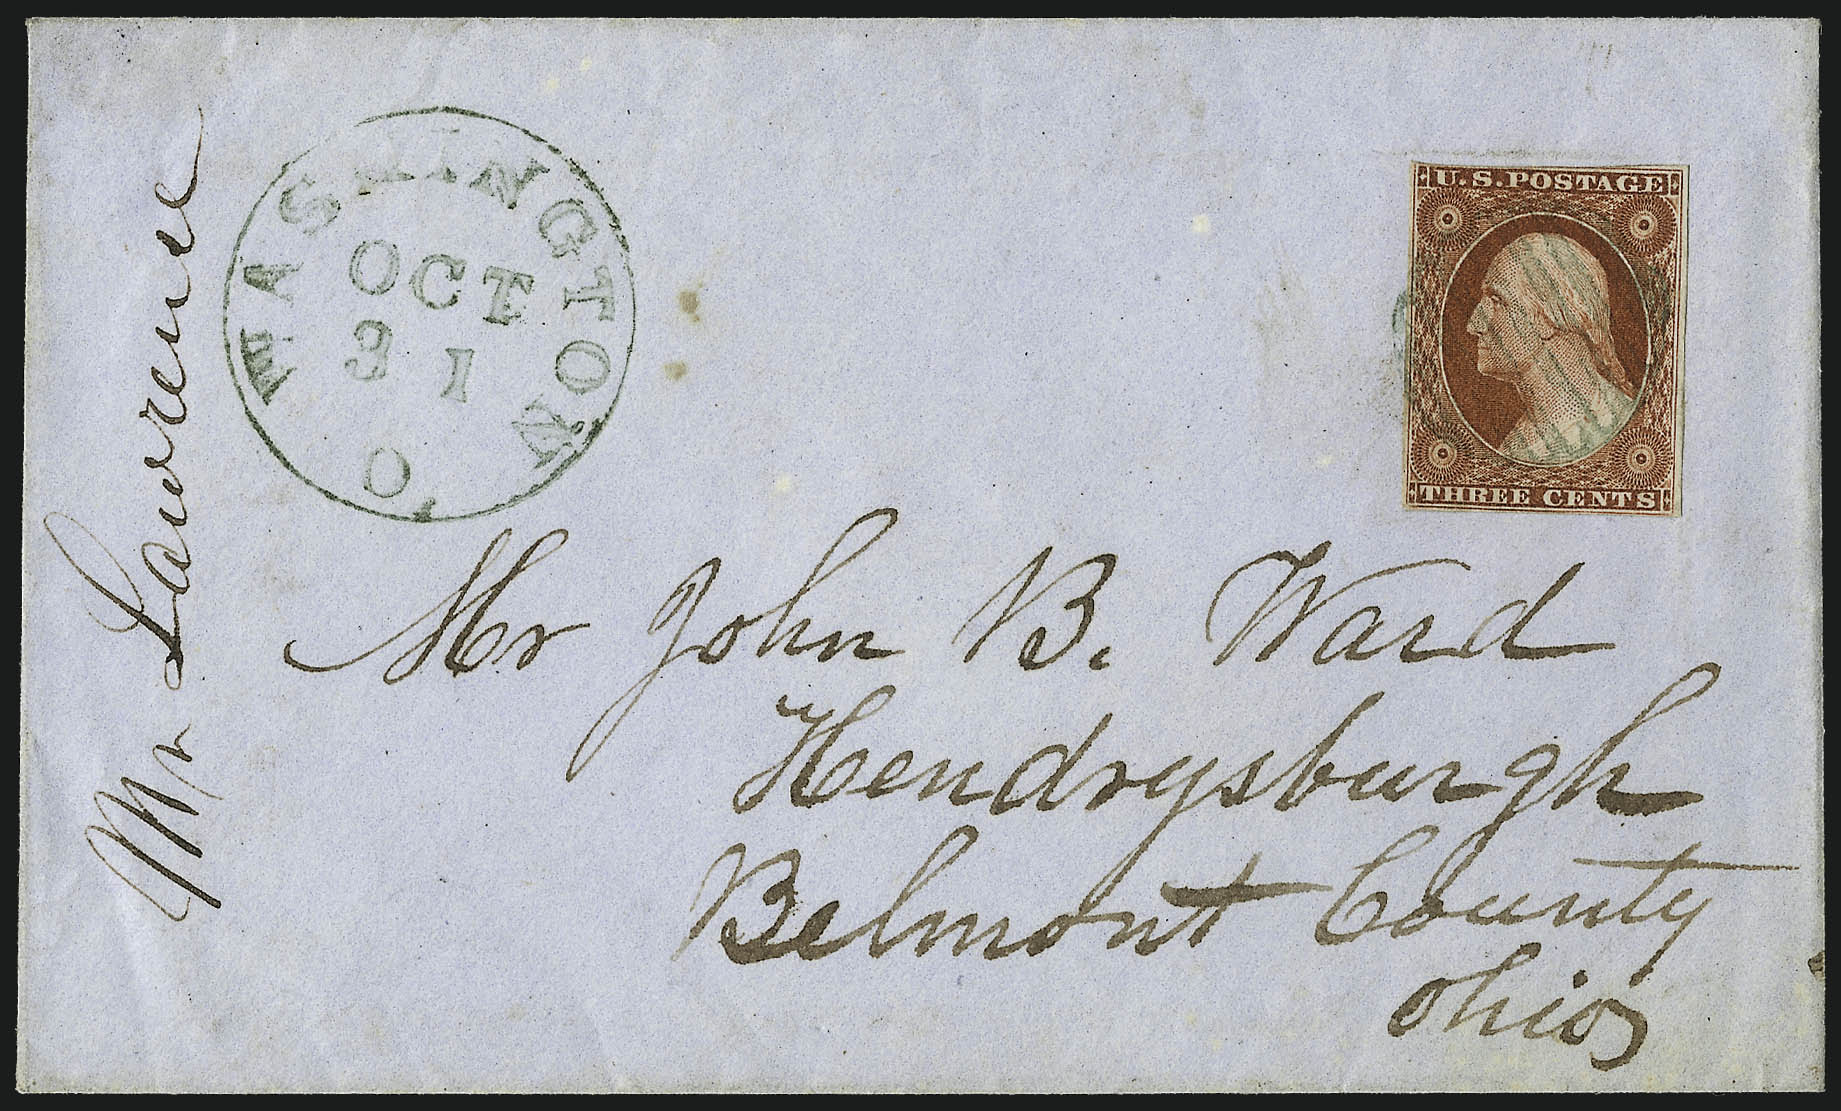 Mr Lawrence
WASHINGTON
OCT
31
O.
U.S. POSTAGE
THREE CENTS
Mr John B. Ward
Hendrysburgh
Belmont County
Ohio